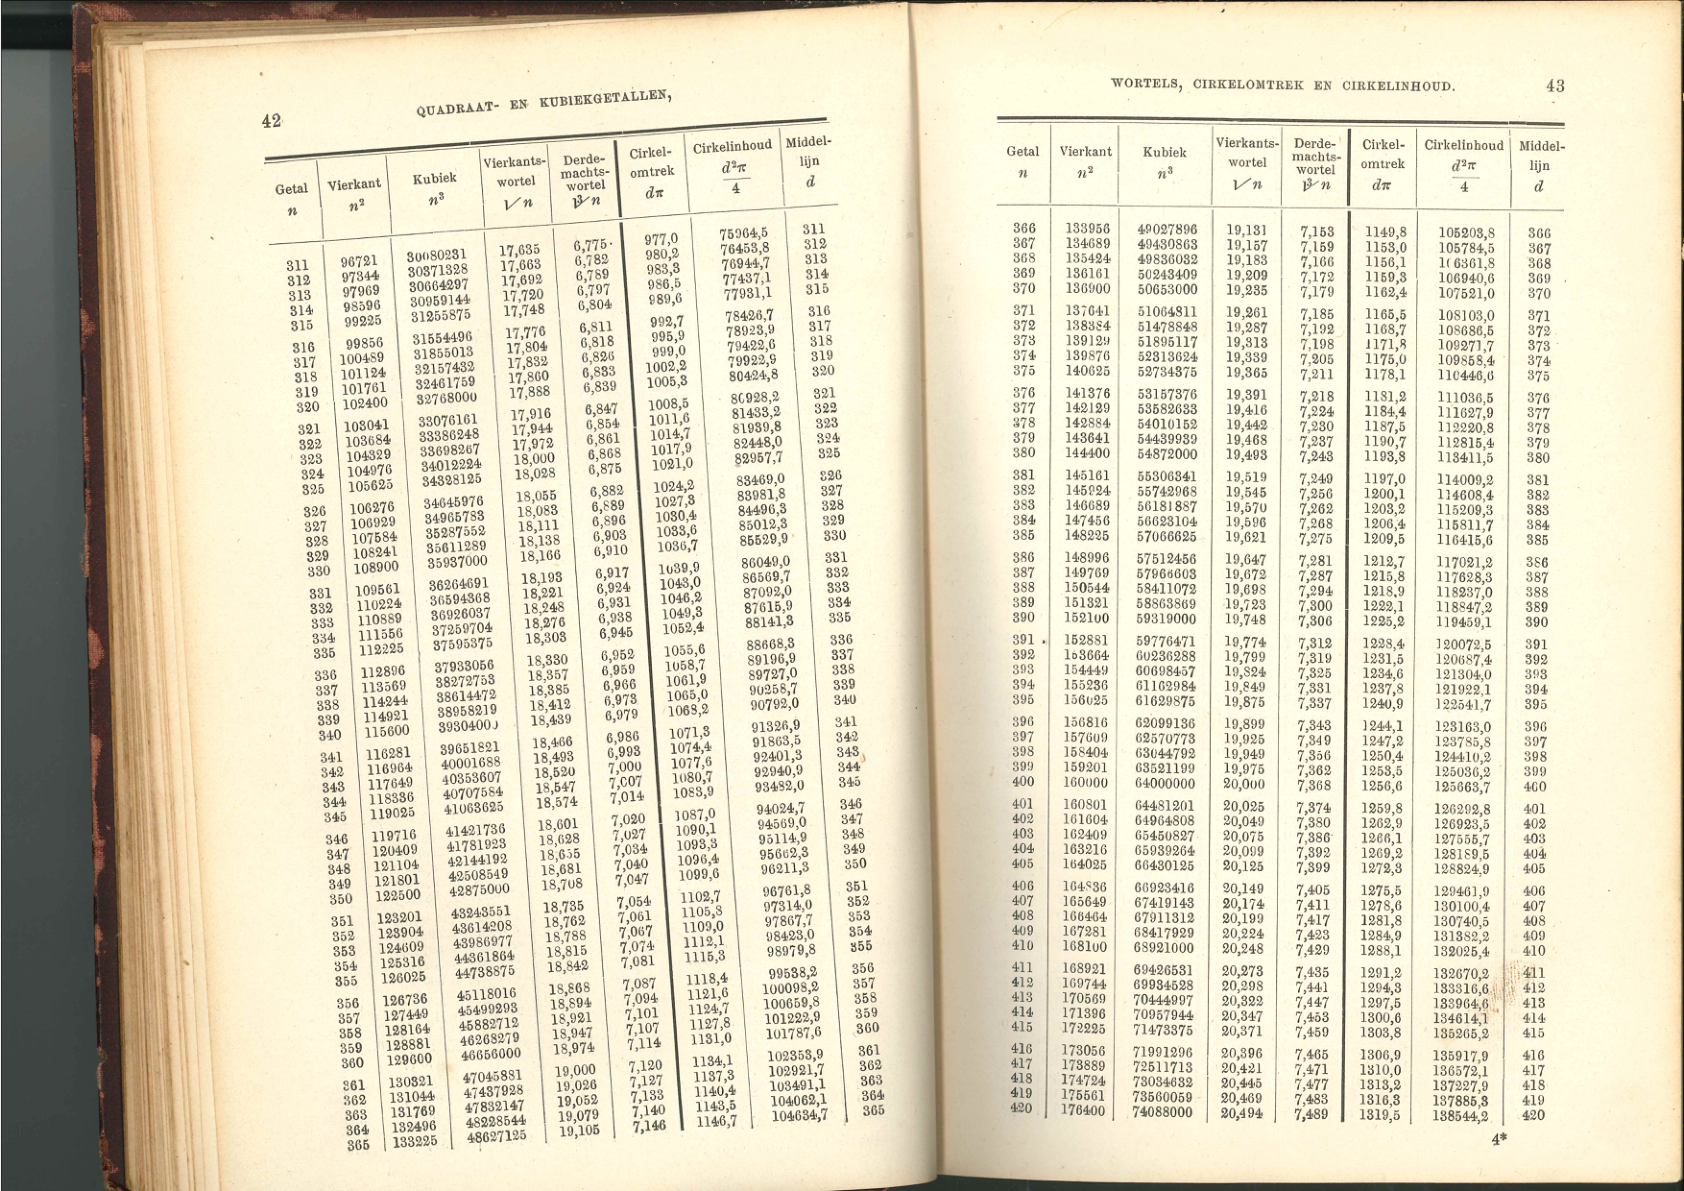 42
QUADRAAT- EN KUBIEKGETALLEN,
Getal n | Vierkant n² | Kubiek n³ | Vierkants-wortel √n | Derde-machts-wortel ∛n | Cirkel-omtrek dπ | Cirkelinhoud d²π/4 | Middel-lijn d
311 96721 30080231 17,635 6,775 977,0 75964,5 311
312 97344 30371328 17,663 6,782 980,2 76453,8 312
313 97969 30664297 17,692 6,789 983,3 76944,7 313
314 98596 30959144 17,720 6,797 986,5 77437,1 314
315 99225 31255875 17,748 6,804 989,6 77931,1 315
316 99856 31554496 17,776 6,811 992,7 78426,7 316
317 100489 31855013 17,804 6,818 995,9 78923,9 317
318 101124 32157432 17,832 6,826 999,0 79422,6 318
319 101761 32461759 17,860 6,833 1002,2 79922,9 319
320 102400 32768000 17,888 6,839 1005,3 80424,8 320
321 103041 33076161 17,916 6,847 1008,5 80928,2 321
322 103684 33386248 17,944 6,854 1011,6 81433,2 322
323 104329 33698267 17,972 6,861 1014,7 81939,8 323
324 104976 34012224 18,000 6,868 1017,9 82448,0 324
325 105625 34328125 18,028 6,875 1021,0 82957,7 325
326 106276 34645976 18,055 6,882 1024,2 83469,0 326
327 106929 34965783 18,083 6,889 1027,3 83981,8 327
328 107584 35287552 18,111 6,896 1030,4 84496,3 328
329 108241 35611289 18,138 6,903 1033,6 85012,3 329
330 108900 35937000 18,166 6,910 1036,7 85529,9 330
331 109561 36264691 18,193 6,917 1039,9 86049,0 331
332 110224 36594368 18,221 6,924 1043,0 86569,7 332
333 110889 36926037 18,248 6,931 1046,2 87092,0 333
334 111556 37259704 18,276 6,938 1049,3 87615,9 334
335 112225 37595375 18,303 6,945 1052,4 88141,3 335
336 112896 37933056 18,330 6,952 1055,6 88668,3 336
337 113569 38272753 18,357 6,959 1058,7 89196,9 337
338 114244 38614472 18,385 6,966 1061,9 89727,0 338
339 114921 38958219 18,412 6,973 1065,0 90258,7 339
340 115600 39304000 18,439 6,979 1068,2 90792,0 340
341 116281 39651821 18,466 6,986 1071,3 91326,9 341
342 116964 40001688 18,493 6,993 1074,4 91863,5 342
343 117649 40353607 18,520 7,000 1077,6 92401,3 343
344 118336 40707584 18,547 7,007 1080,7 92940,9 344
345 119025 41063625 18,574 7,014 1083,9 93482,0 345
346 119716 41421736 18,601 7,020 1087,0 94024,7 346
347 120409 41781923 18,628 7,027 1090,1 94569,0 347
348 121104 42144192 18,655 7,034 1093,3 95114,9 348
349 121801 42508549 18,681 7,040 1096,4 95662,3 349
350 122500 42875000 18,708 7,047 1099,6 96211,3 350
351 123201 43243551 18,735 7,054 1102,7 96761,8 351
352 123904 43614208 18,762 7,061 1105,8 97314,0 352
353 124609 43986977 18,788 7,067 1109,0 97867,7 353
354 125316 44361864 18,815 7,074 1112,1 98423,0 354
355 126025 44738875 18,842 7,081 1115,3 98979,8 355
356 126736 45118016 18,868 7,087 1118,4 99538,2 356
357 127449 45499293 18,894 7,094 1121,6 100098,2 357
358 128164 45882712 18,921 7,101 1124,7 100659,8 358
359 128881 46268279 18,947 7,107 1127,8 101222,9 359
360 129600 46656000 18,974 7,114 1131,0 101787,6 360
361 130321 47045881 19,000 7,120 1134,1 102353,9 361
362 131044 47437928 19,026 7,127 1137,3 102921,7 362
363 131769 47832147 19,052 7,133 1140,4 103491,1 363
364 132496 48228544 19,079 7,140 1143,5 104062,1 364
365 133225 48627125 19,105 7,146 1146,7 104634,7 365
WORTELS, CIRKELOMTREK EN CIRKELINHOUD. 43
Getal n | Vierkant n² | Kubiek n³ | Vierkants-wortel √n | Derde-machts-wortel ∛n | Cirkel-omtrek dπ | Cirkelinhoud d²π/4 | Middel-lijn d
366 133956 49027896 19,131 7,153 1149,8 105203,8 366
367 134689 49430863 19,157 7,159 1153,0 105784,5 367
368 135424 49836032 19,183 7,166 1156,1 106361,8 368
369 136161 50243409 19,209 7,172 1159,3 106940,6 369
370 136900 50653000 19,235 7,179 1162,4 107521,0 370
371 137641 51064811 19,261 7,185 1165,5 108103,0 371
372 138384 51478848 19,287 7,192 1168,7 108686,5 372
373 139129 51895117 19,313 7,198 1171,8 109271,7 373
374 139876 52313624 19,339 7,205 1175,0 109858,4 374
375 140625 52734375 19,365 7,211 1178,1 110446,6 375
376 141376 53157376 19,391 7,218 1181,2 111036,5 376
377 142129 53582633 19,416 7,224 1184,4 111627,9 377
378 142884 54010152 19,442 7,230 1187,5 112220,8 378
379 143641 54439939 19,468 7,237 1190,7 112815,4 379
380 144400 54872000 19,493 7,243 1193,8 113411,5 380
381 145161 55306341 19,519 7,249 1197,0 114009,2 381
382 145924 55742968 19,545 7,256 1200,1 114608,4 382
383 146689 56181887 19,570 7,262 1203,2 115209,3 383
384 147456 56623104 19,596 7,268 1206,4 115811,7 384
385 148225 57066625 19,621 7,275 1209,5 116415,6 385
386 148996 57512456 19,647 7,281 1212,7 117021,2 386
387 149769 57966603 19,672 7,287 1215,8 117628,3 387
388 150544 58411072 19,698 7,294 1218,9 118237,0 388
389 151321 58863869 19,723 7,300 1222,1 118847,2 389
390 152100 59319000 19,748 7,306 1225,2 119459,1 390
391 152881 59776471 19,774 7,312 1228,4 120072,5 391
392 153664 60236288 19,799 7,319 1231,5 120687,4 392
393 154449 60698457 19,824 7,325 1234,6 121304,0 393
394 155236 61162984 19,849 7,331 1237,8 121922,1 394
395 156025 61629875 19,875 7,337 1240,9 122541,7 395
396 156816 62099136 19,899 7,343 1244,1 123163,0 396
397 157609 62570773 19,925 7,349 1247,2 123785,8 397
398 158404 63044792 19,949 7,356 1250,4 124410,2 398
399 159201 63521199 19,975 7,362 1253,5 125036,2 399
400 160000 64000000 20,000 7,368 1256,6 125663,7 400
401 160801 64481201 20,025 7,374 1259,8 126292,8 401
402 161604 64964808 20,049 7,380 1262,9 126923,5 402
403 162409 65450827 20,075 7,386 1266,1 127555,7 403
404 163216 65939264 20,099 7,392 1269,2 128189,5 404
405 164025 66430125 20,125 7,399 1272,3 128824,9 405
406 164836 66923416 20,149 7,405 1275,5 129461,9 406
407 165649 67419143 20,174 7,411 1278,6 130100,4 407
408 166464 67911312 20,199 7,417 1281,8 130740,5 408
409 167281 68417929 20,224 7,423 1284,9 131382,2 409
410 168100 68921000 20,248 7,429 1288,1 132025,4 410
411 168921 69426531 20,273 7,435 1291,2 132670,2 411
412 169744 69934528 20,298 7,441 1294,3 133316,6 412
413 170569 70444997 20,322 7,447 1297,5 133964,6 413
414 171396 70957944 20,347 7,453 1300,6 134614,1 414
415 172225 71473375 20,371 7,459 1303,8 135265,2 415
416 173056 71991296 20,396 7,465 1306,9 135917,9 416
417 173889 72511713 20,421 7,471 1310,0 136572,1 417
418 174724 73034632 20,445 7,477 1313,2 137227,9 418
419 175561 73560059 20,469 7,483 1316,3 137885,3 419
420 176400 74088000 20,494 7,489 1319,5 138544,2 420
4*